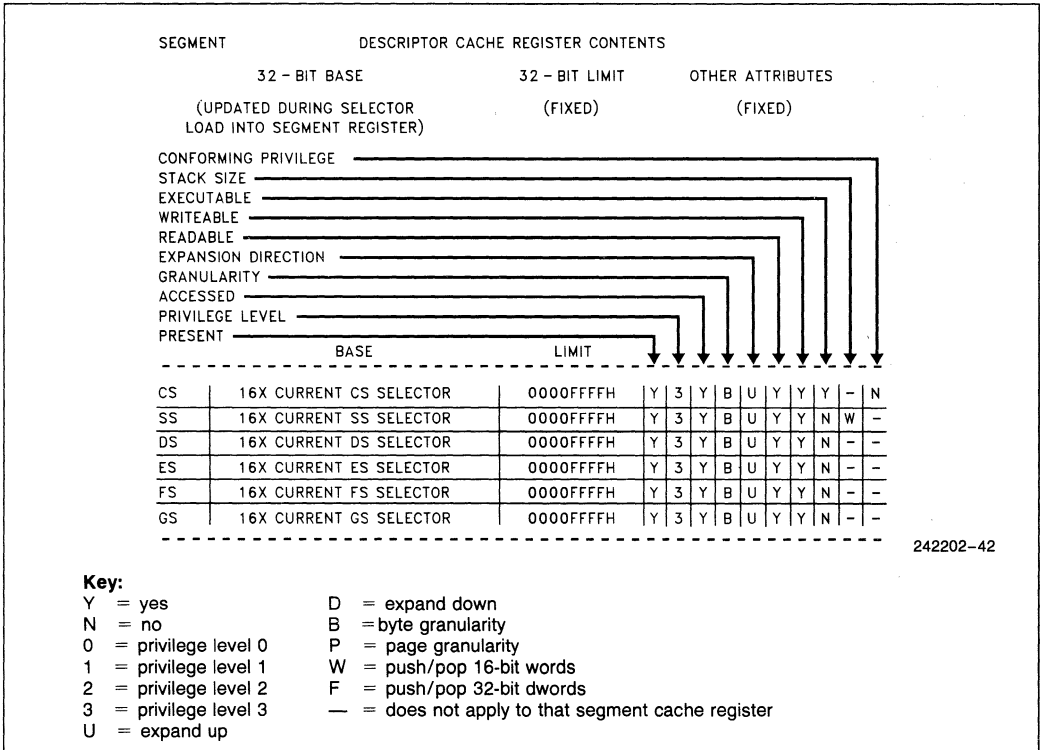 SEGMENT DESCRIPTOR CACHE REGISTER CONTENTS
32 – BIT BASE 32 – BIT LIMIT OTHER ATTRIBUTES
(UPDATED DURING SELECTOR (FIXED) (FIXED)
LOAD INTO SEGMENT REGISTER)
CONFORMING PRIVILEGE
STACK SIZE
EXECUTABLE
WRITEABLE
READABLE
EXPANSION DIRECTION
GRANULARITY
ACCESSED
PRIVILEGE LEVEL
PRESENT
BASE LIMIT
CS 16X CURRENT CS SELECTOR 0000FFFFH Y 3 Y B U Y Y Y – N
SS 16X CURRENT SS SELECTOR 0000FFFFH Y 3 Y B U Y Y N W –
DS 16X CURRENT DS SELECTOR 0000FFFFH Y 3 Y B U Y Y N – –
ES 16X CURRENT ES SELECTOR 0000FFFFH Y 3 Y B U Y Y N – –
FS 16X CURRENT FS SELECTOR 0000FFFFH Y 3 Y B U Y Y N – –
GS 16X CURRENT GS SELECTOR 0000FFFFH Y 3 Y B U Y Y N – –
242202–42
Key:
Y = yes D = expand down
N = no B = byte granularity
0 = privilege level 0 P = page granularity
1 = privilege level 1 W = push/pop 16-bit words
2 = privilege level 2 F = push/pop 32-bit dwords
3 = privilege level 3 — = does not apply to that segment cache register
U = expand up